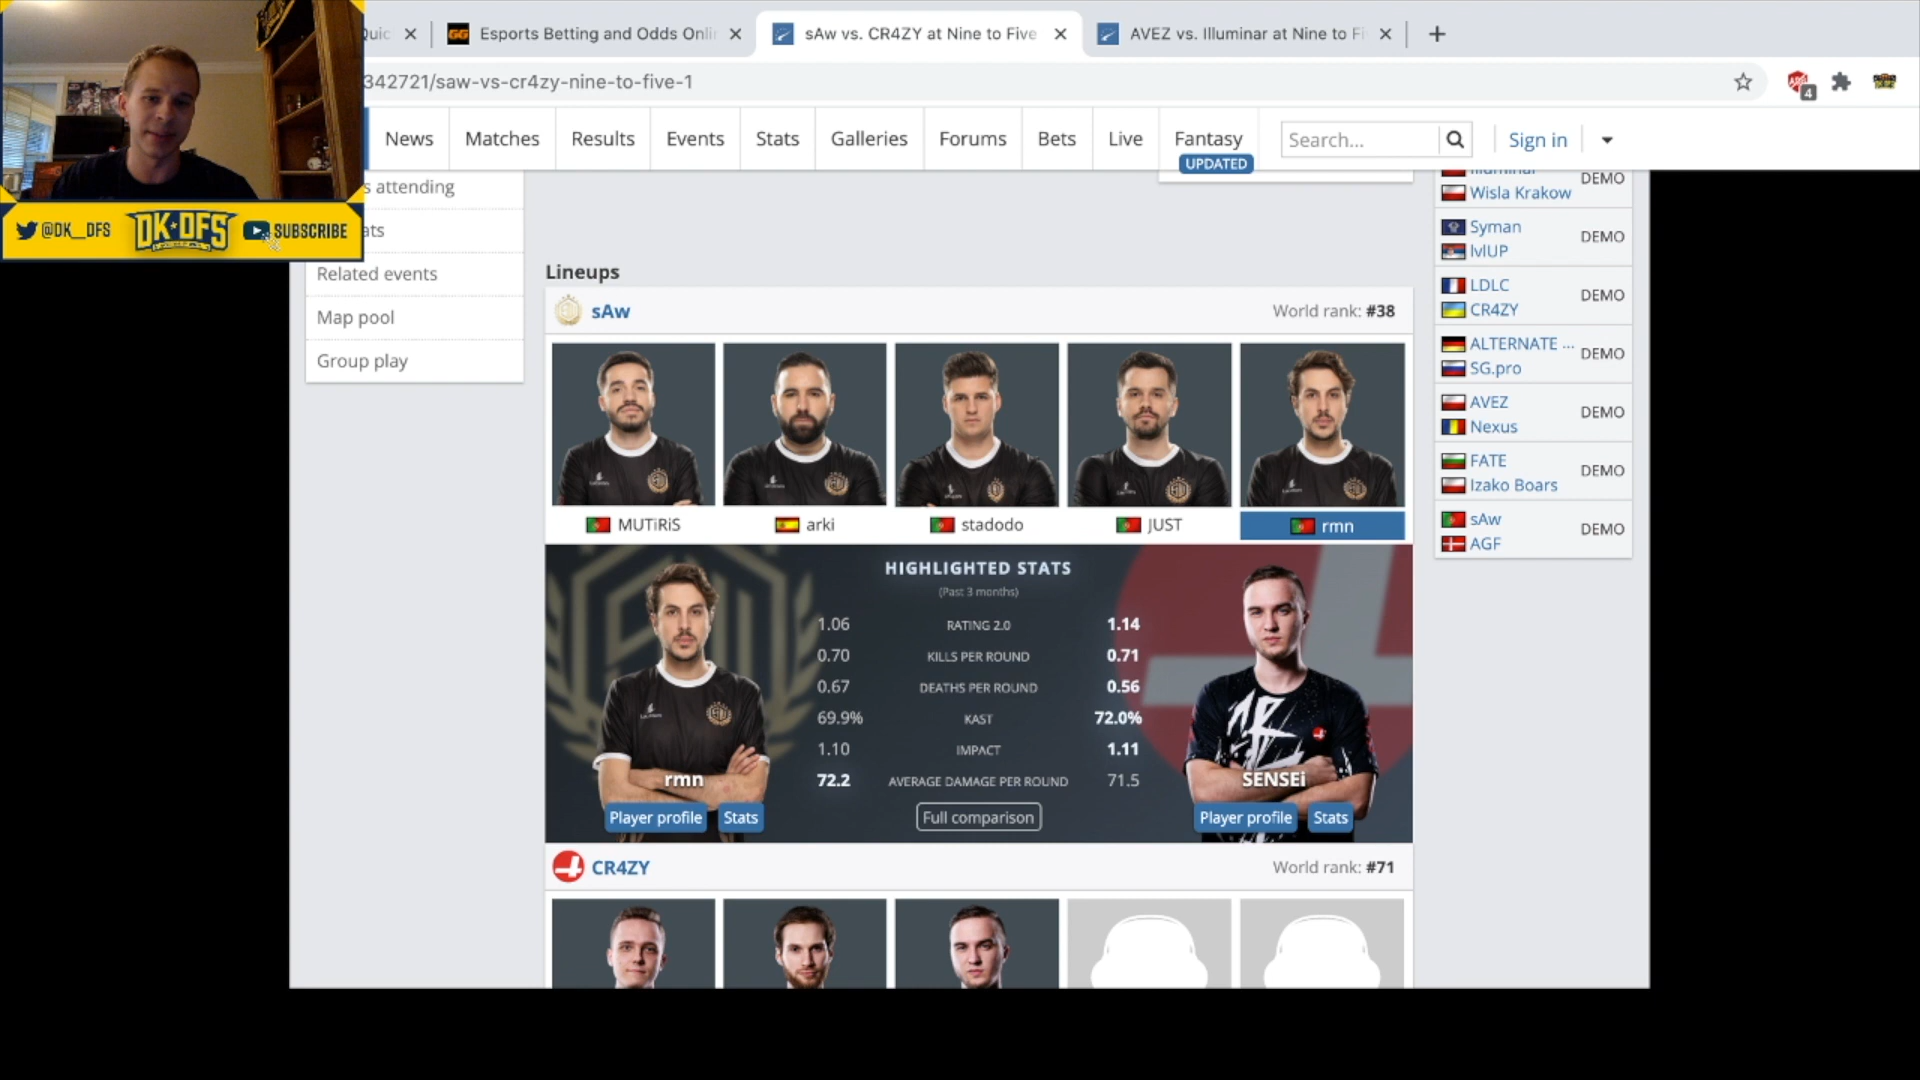 Esports Betting and Odds Onli
sAw vs. CR4ZY at Nine to Five
AVEZ vs. Illuminar at Nine to Fi
342721/saw-vs-cr4zy-nine-to-five-1
4
News
Matches
Results
Events
Stats
Galleries
Forums
Bets
Live
Fantasy
UPDATED
Search...
Sign in
@DK__DFS
DK DFS
SUBSCRIBE
s attending
ats
Related events
Map pool
Group play
Lineups
sAw
World rank: #38
MUTiRiS
arki
stadodo
JUST
rmn
HIGHLIGHTED STATS
(Past 3 months)
1.06 RATING 2.0 1.14
0.70 KILLS PER ROUND 0.71
0.67 DEATHS PER ROUND 0.56
69.9% KAST 72.0%
1.10 IMPACT 1.11
72.2 AVERAGE DAMAGE PER ROUND 71.5
rmn
SENSEi
Player profile
Stats
Full comparison
Player profile
Stats
CR4ZY
World rank: #71
Illuminar
Wisla Krakow
DEMO
Syman
lvlUP
DEMO
LDLC
CR4ZY
DEMO
ALTERNATE ...
SG.pro
DEMO
AVEZ
Nexus
DEMO
FATE
Izako Boars
DEMO
sAw
AGF
DEMO